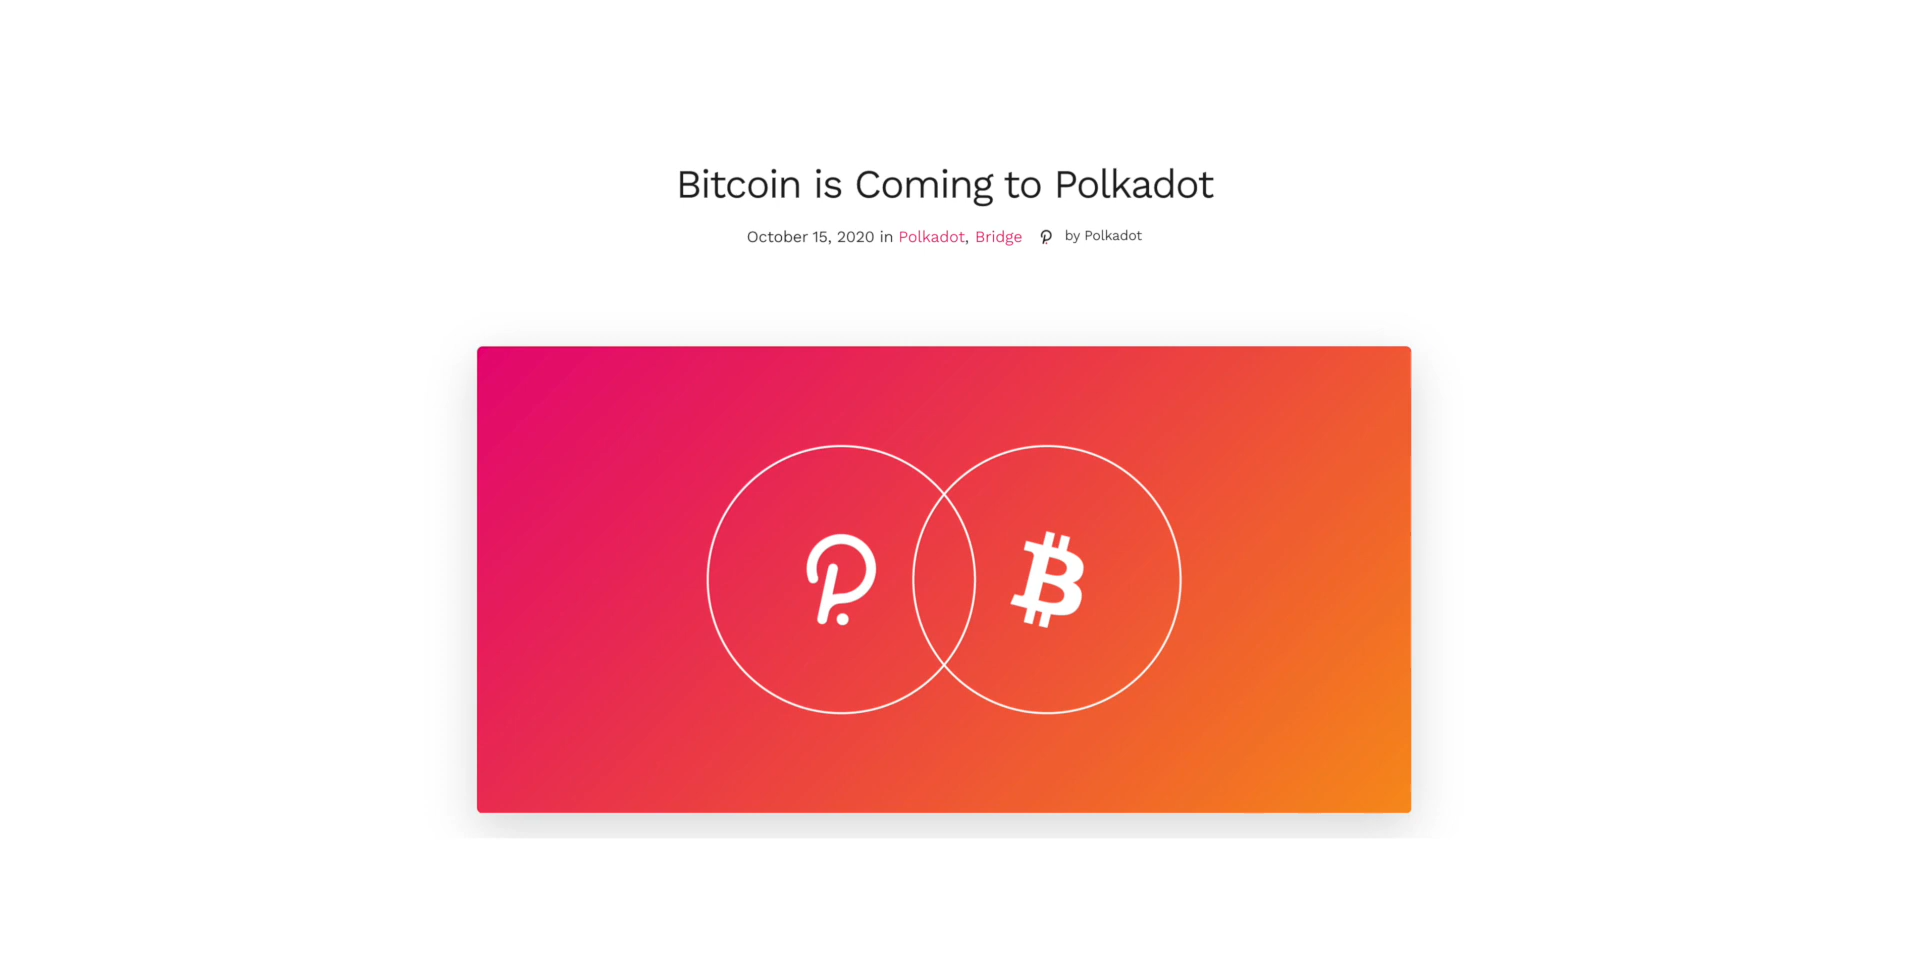 Bitcoin is Coming to Polkadot
October 15, 2020 in Polkadot, Bridge by Polkadot